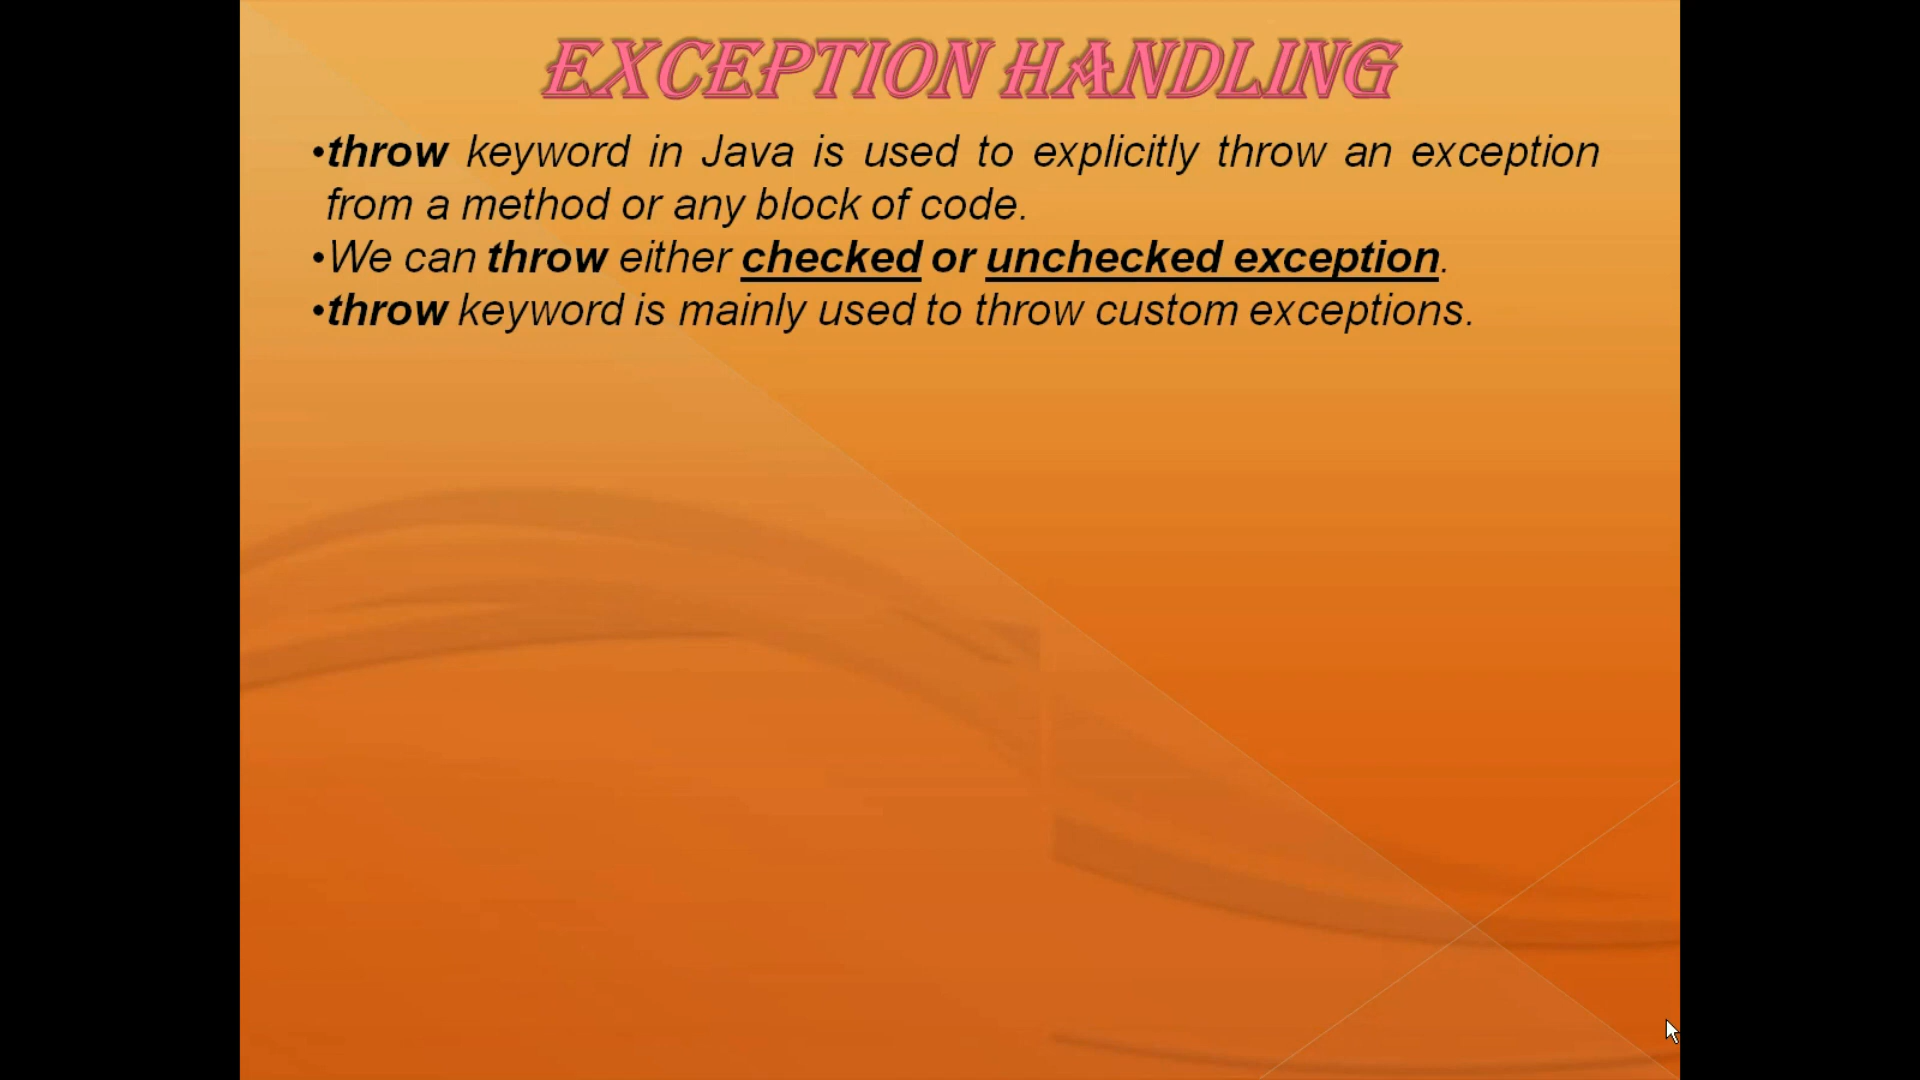 EXCEPTION HANDLING
•throw keyword in Java is used to explicitly throw an exception
from a method or any block of code.
•We can throw either checked or unchecked exception.
•throw keyword is mainly used to throw custom exceptions.